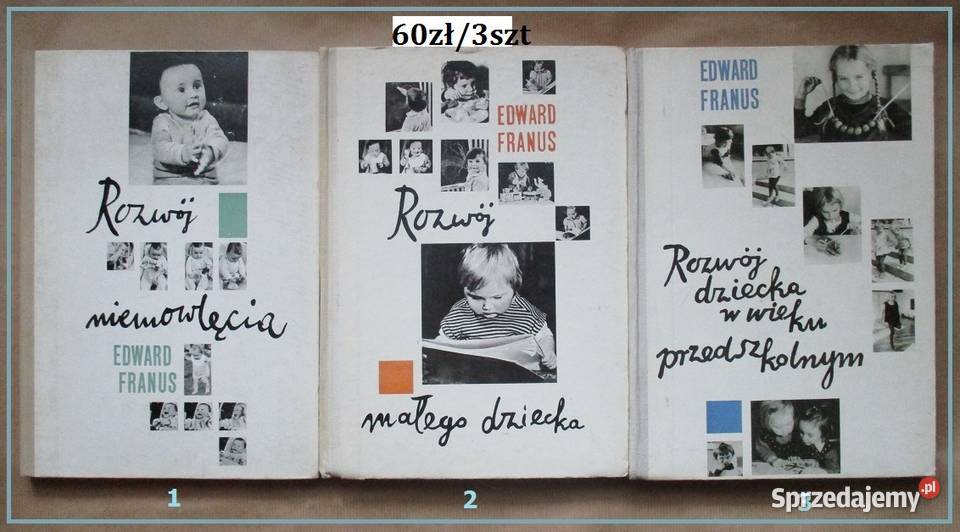 60zł/3szt
Rozwój
niemowlęcia
EDWARD
FRANUS
1
EDWARD
FRANUS
Rozwój
małego dziecka
2
EDWARD
FRANUS
Rozwój
dziecka
w wieku
przedszkolnym
3
Sprzedajemy.pl